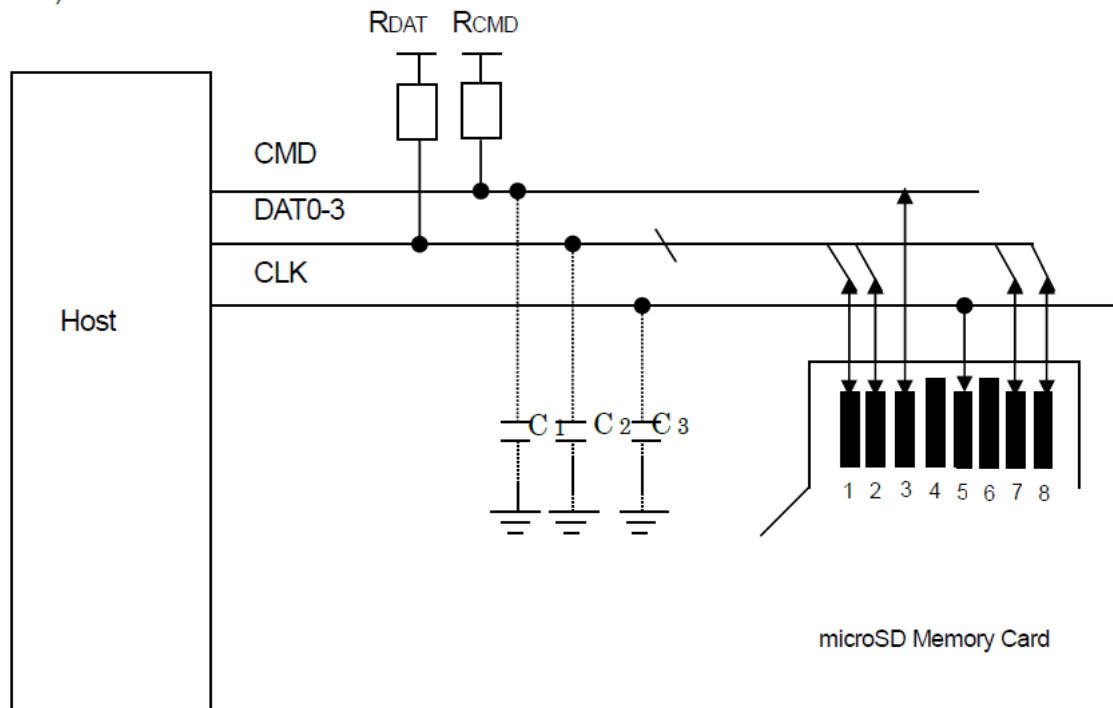 RDAT RCMD
CMD
DAT0-3
CLK
Host
C1 C2 C3
1 2 3 4 5 6 7 8
microSD Memory Card